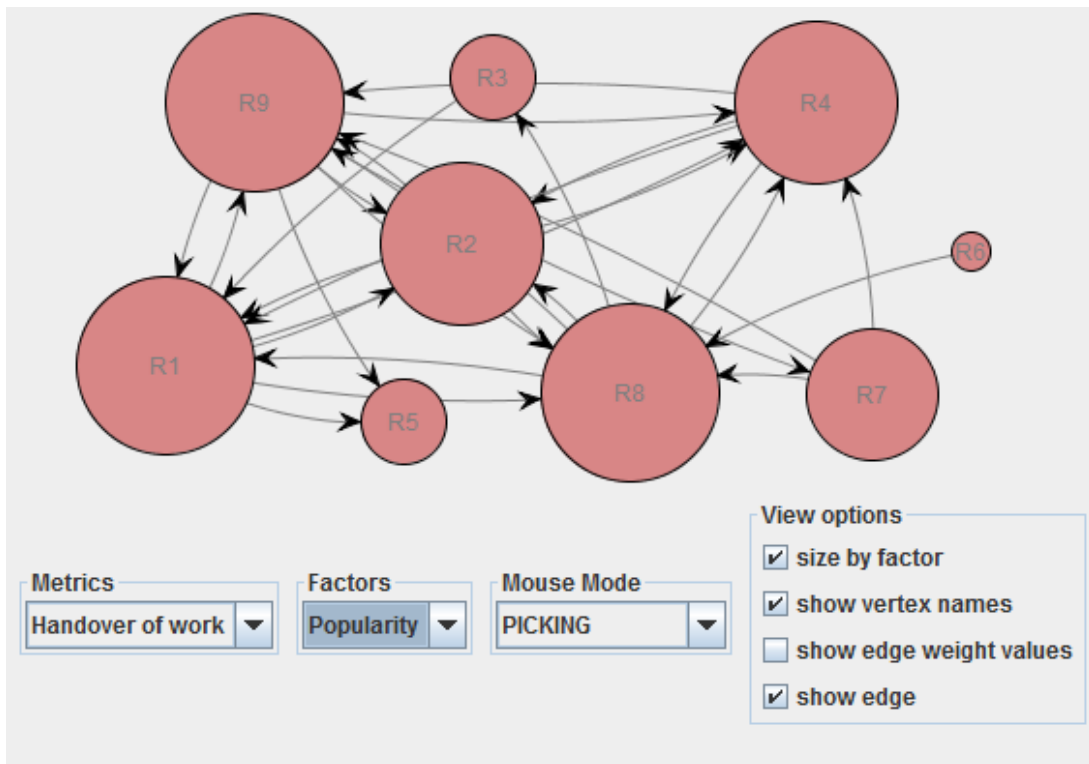 R9
R3
R4
R2
R6
R1
R5
R8
R7
View options
size by factor
Metrics
Factors
Mouse Mode
show vertex names
Handover of work
Popularity
PICKING
show edge weight values
show edge